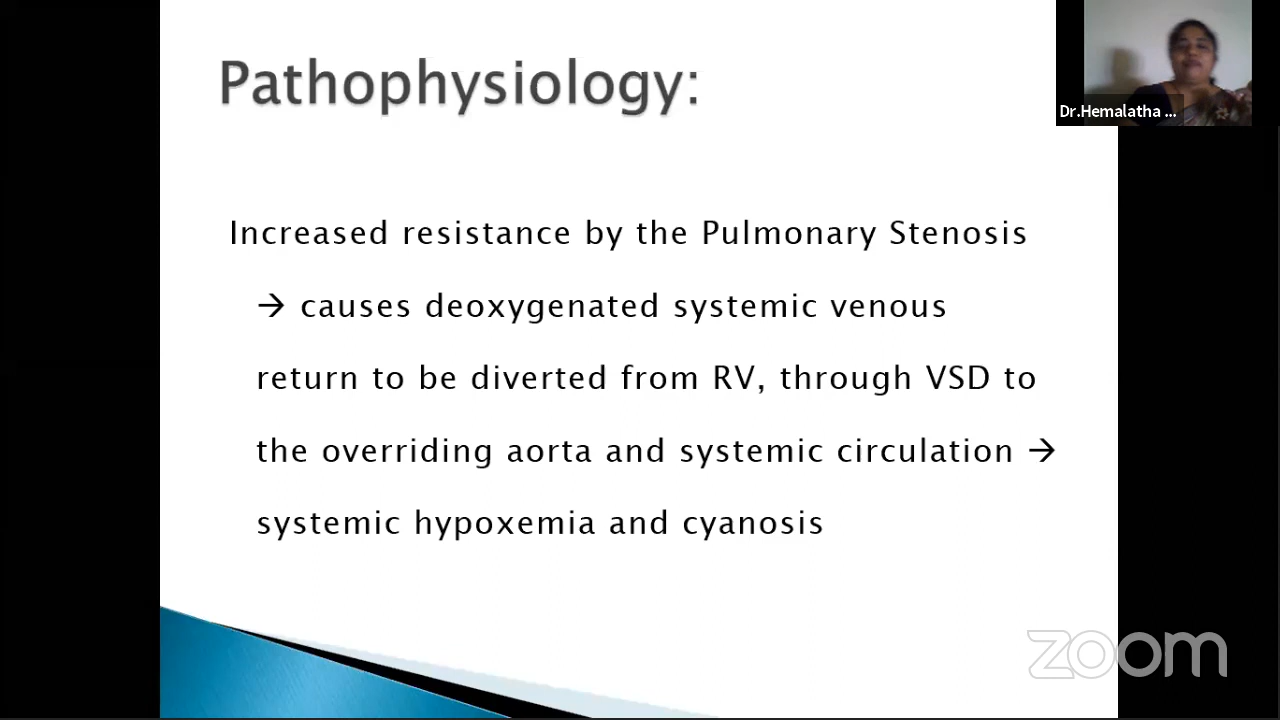 Pathophysiology:
Dr.Hemalatha ...
Increased resistance by the Pulmonary Stenosis
→ causes deoxygenated systemic venous
return to be diverted from RV, through VSD to
the overriding aorta and systemic circulation →
systemic hypoxemia and cyanosis
zoom